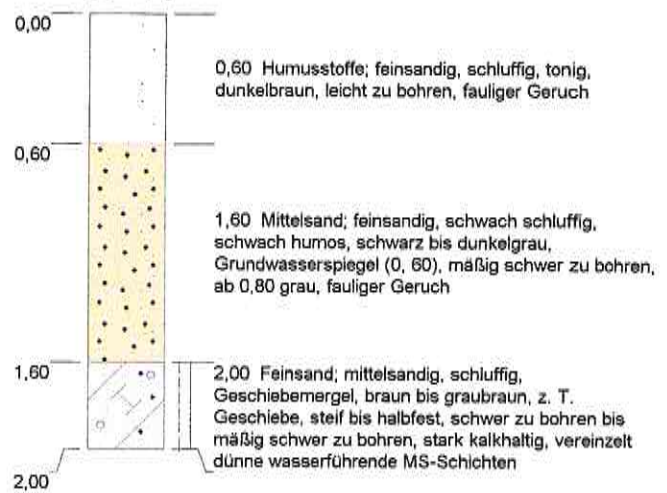 0,00
0,60 Humusstoffe; feinsandig, schluffig, tonig,
dunkelbraun, leicht zu bohren, fauliger Geruch
0,60
1,60 Mittelsand; feinsandig, schwach schluffig,
schwach humos, schwarz bis dunkelgrau,
Grundwasserspiegel (0, 60), mäßig schwer zu bohren,
ab 0,80 grau, fauliger Geruch
1,60
2,00 Feinsand; mittelsandig, schluffig,
Geschiebemergel, braun bis graubraun, z. T.
Geschiebe, steif bis halbfest, schwer zu bohren bis
mäßig schwer zu bohren, stark kalkhaltig, vereinzelt
dünne wasserführende MS-Schichten
2,00